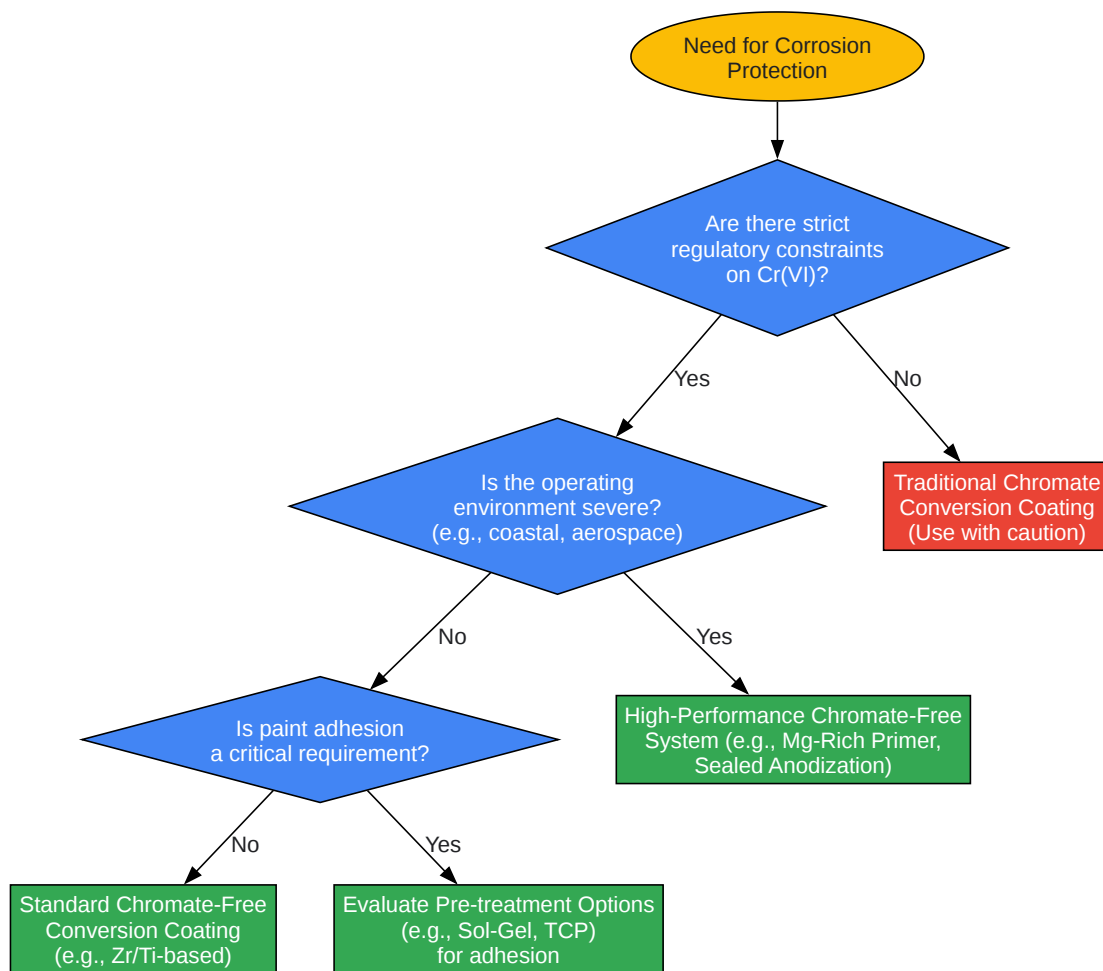 Need for Corrosion
Protection
Are there strict
regulatory constraints
on Cr(VI)?
Yes
No
Is the operating
environment severe?
(e.g., coastal, aerospace)
Traditional Chromate
Conversion Coating
(Use with caution)
No
Yes
Is paint adhesion
a critical requirement?
High-Performance Chromate-Free
System (e.g., Mg-Rich Primer,
Sealed Anodization)
No
Yes
Standard Chromate-Free
Conversion Coating
(e.g., Zr/Ti-based)
Evaluate Pre-treatment Options
(e.g., Sol-Gel, TCP)
for adhesion